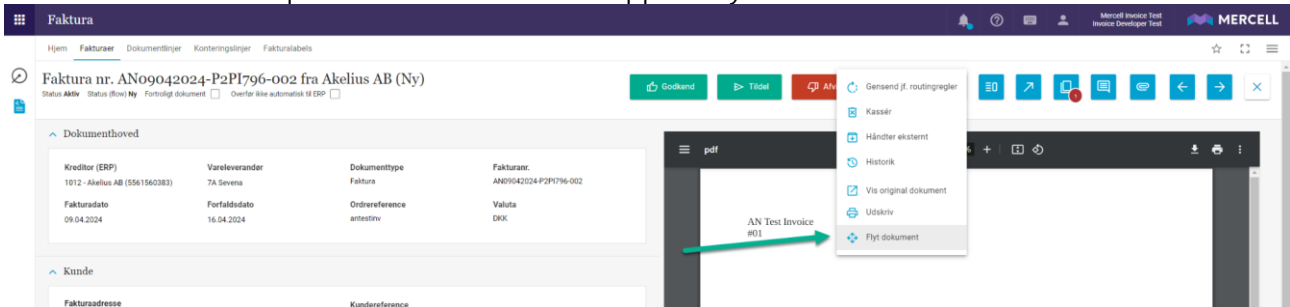 Faktura
Mercell Invoice Test
Invoice Developer Test
MERCELL
Hjem Fakturaer Dokumentlinjer Konteringslinjer Fakturalabels
Faktura nr. AN09042024-P2PI796-002 fra Akelius AB (Ny)
Status Aktiv Status (flow) Ny Fortroligt dokument Overfør ikke automatisk til ERP
Godkend Tildel
Gensend jf. routingregler
Kassér
Håndter eksternt
Historik
Vis original dokument
Udskriv
Flyt dokument
Dokumenthoved
Kreditor (ERP) Vareleverandør Dokumenttype Fakturanr.
1012 - Akelius AB (5561560383) 7A Sevena Faktura AN09042024-P2PI796-002
Fakturadato Forfaldsdato Ordrereference Valuta
09.04.2024 16.04.2024 antestinv DKK
pdf
AN Test Invoice
#01
Kunde
Fakturaadresse Kundereference